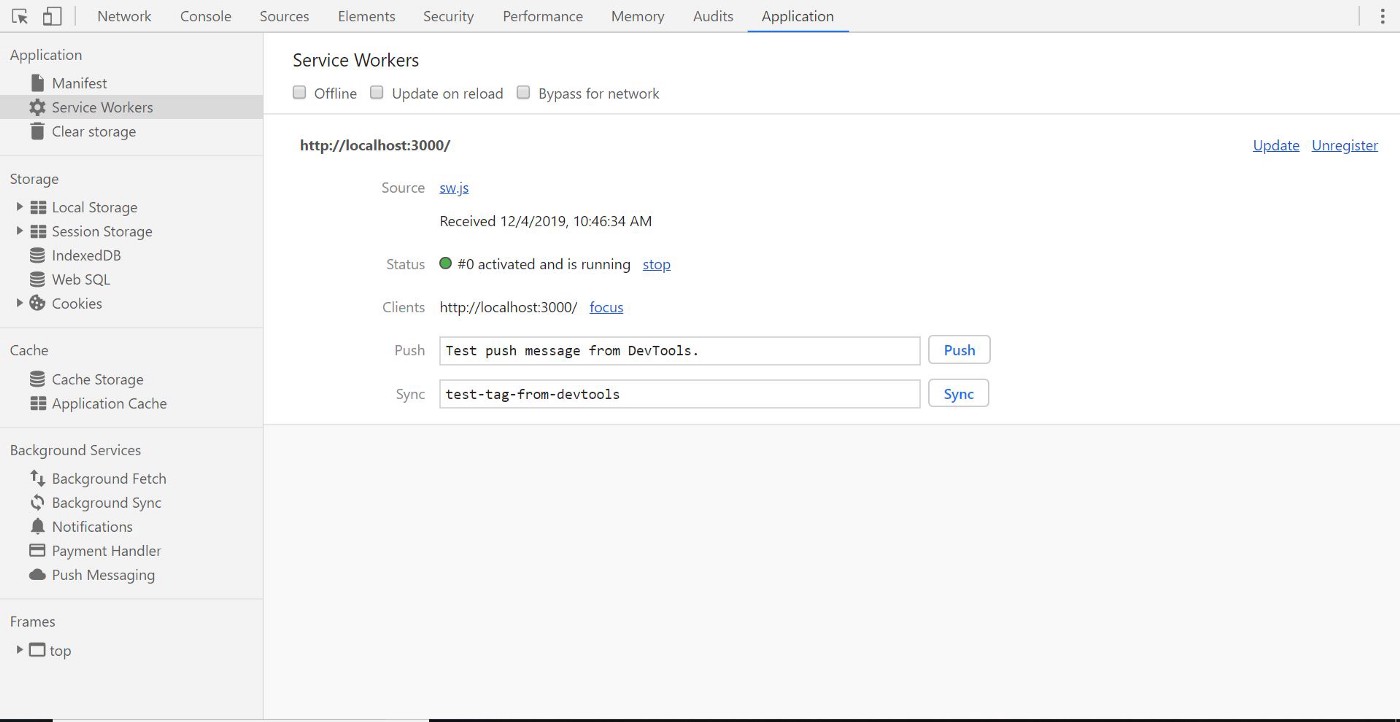 Network Console Sources Elements Security Performance Memory Audits Application
Application
Manifest
Service Workers
Clear storage
Storage
Local Storage
Session Storage
IndexedDB
Web SQL
Cookies
Cache
Cache Storage
Application Cache
Background Services
Background Fetch
Background Sync
Notifications
Payment Handler
Push Messaging
Frames
top
Service Workers
Offline Update on reload Bypass for network
http://localhost:3000/ Update Unregister
Source sw.js
Received 12/4/2019, 10:46:34 AM
Status #0 activated and is running stop
Clients http://localhost:3000/ focus
Push Test push message from DevTools. Push
Sync test-tag-from-devtools Sync